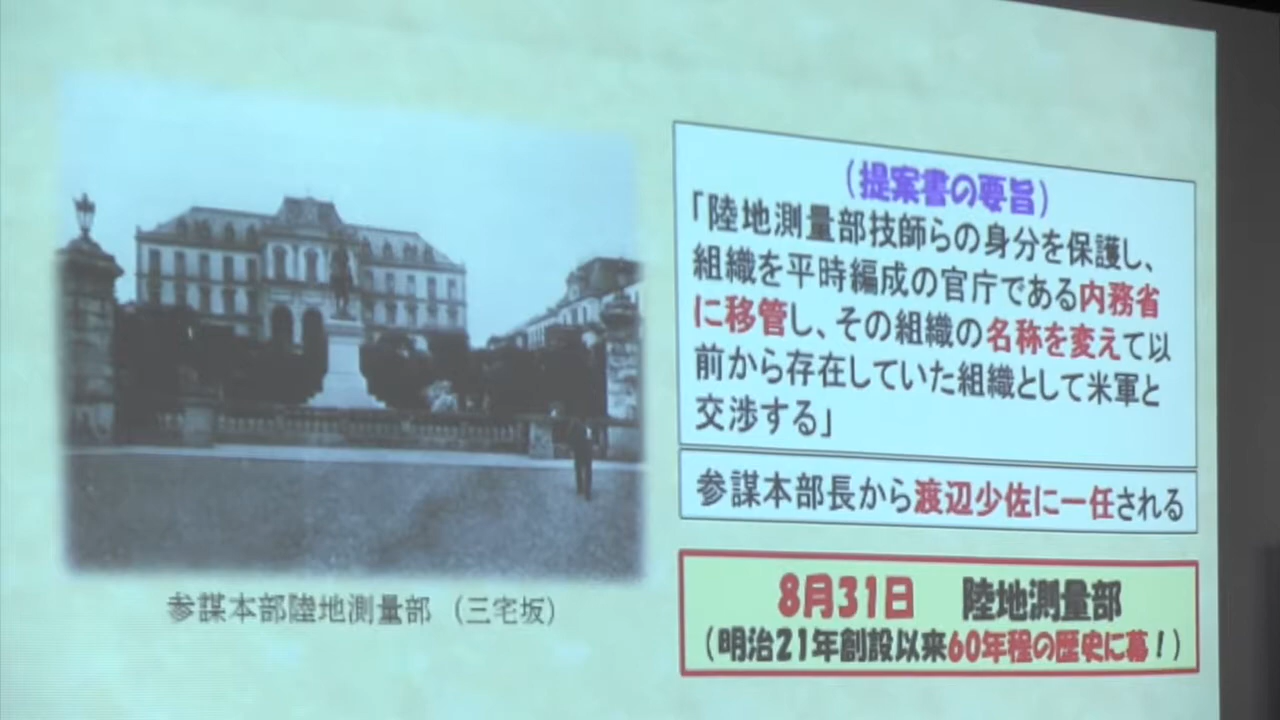 （提案書の要旨）
「陸地測量部技師らの身分を保護し、
組織を平時編成の官庁である内務省
に移管し、その組織の名称を変えて以
前から存在していた組織として米軍と
交渉する」
参謀本部長から渡辺少佐に一任される
8月31日　陸地測量部
（明治21年創設以来60年程の歴史に幕！）
参謀本部陸地測量部　（三宅坂）